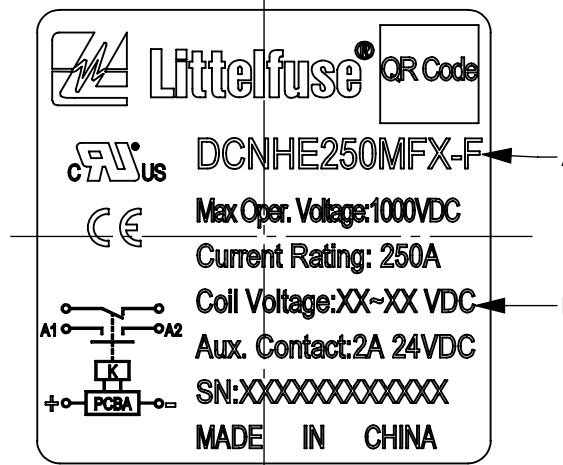 Littelfuse®
QR Code
DCNHE250MFX-F
C RU® US
Max Oper. Voltage:1000VDC
CE
Current Rating: 250A
Coil Voltage:XX~XX VDC
A1 A2
Aux. Contact:2A 24VDC
K
SN:XXXXXXXXXXXX
+ PCBA -
MADE IN CHINA